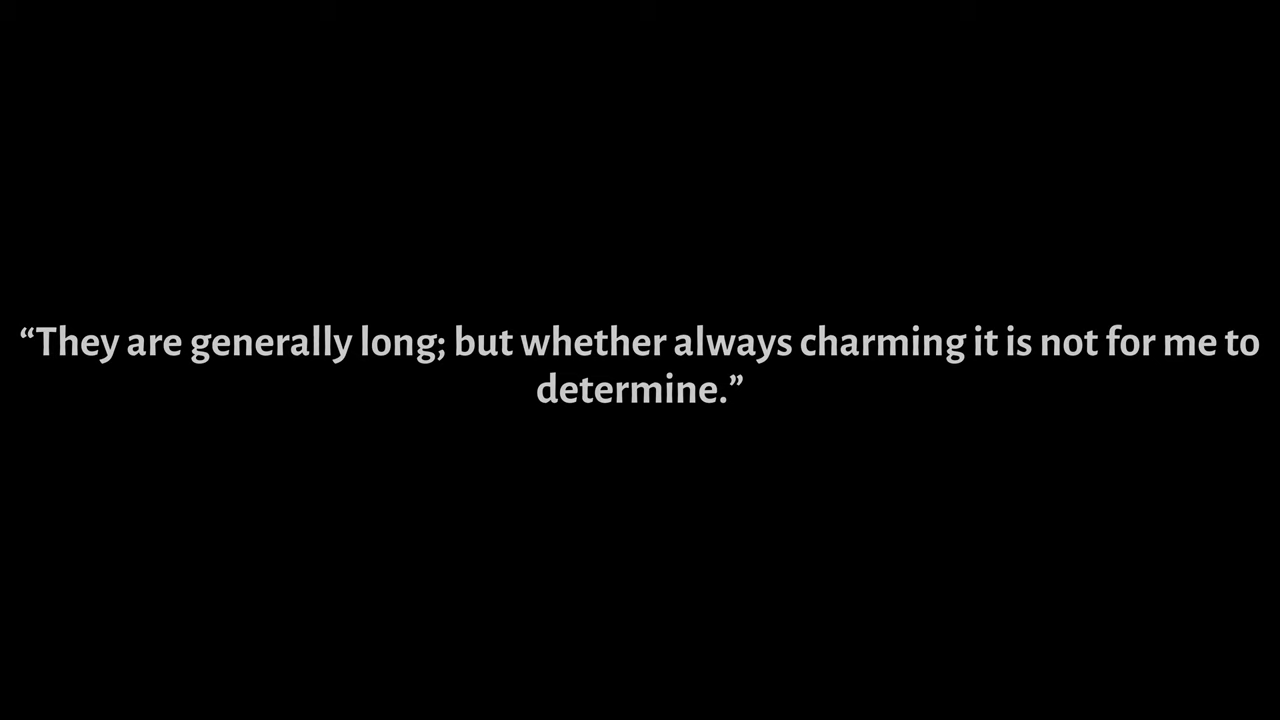 “They are generally long; but whether always charming it is not for me to
determine.”